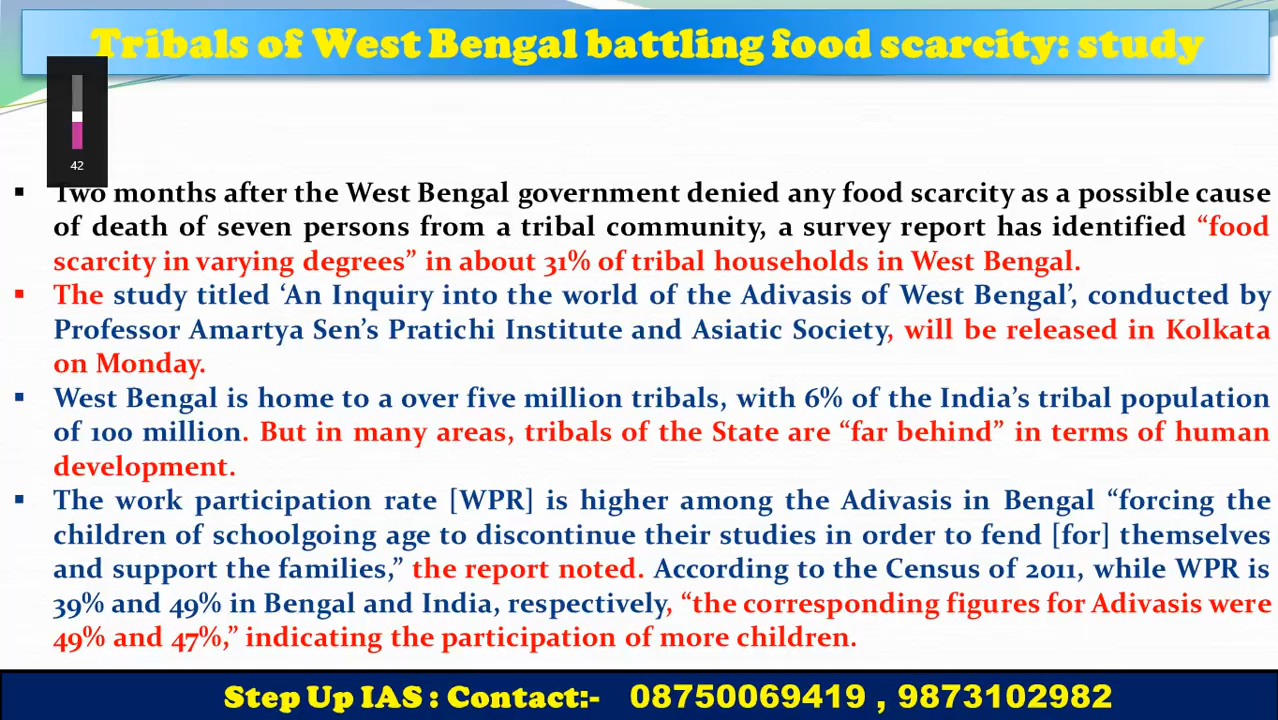 Tribals of West Bengal battling food scarcity: study
42
▪ Two months after the West Bengal government denied any food scarcity as a possible cause
of death of seven persons from a tribal community, a survey report has identified “food
scarcity in varying degrees” in about 31% of tribal households in West Bengal.
▪ The study titled ‘An Inquiry into the world of the Adivasis of West Bengal’, conducted by
Professor Amartya Sen’s Pratichi Institute and Asiatic Society, will be released in Kolkata
on Monday.
▪ West Bengal is home to a over five million tribals, with 6% of the India’s tribal population
of 100 million. But in many areas, tribals of the State are “far behind” in terms of human
development.
▪ The work participation rate [WPR] is higher among the Adivasis in Bengal “forcing the
children of schoolgoing age to discontinue their studies in order to fend [for] themselves
and support the families,” the report noted. According to the Census of 2011, while WPR is
39% and 49% in Bengal and India, respectively, “the corresponding figures for Adivasis were
49% and 47%,” indicating the participation of more children.
Step Up IAS : Contact:- 08750069419 , 9873102982